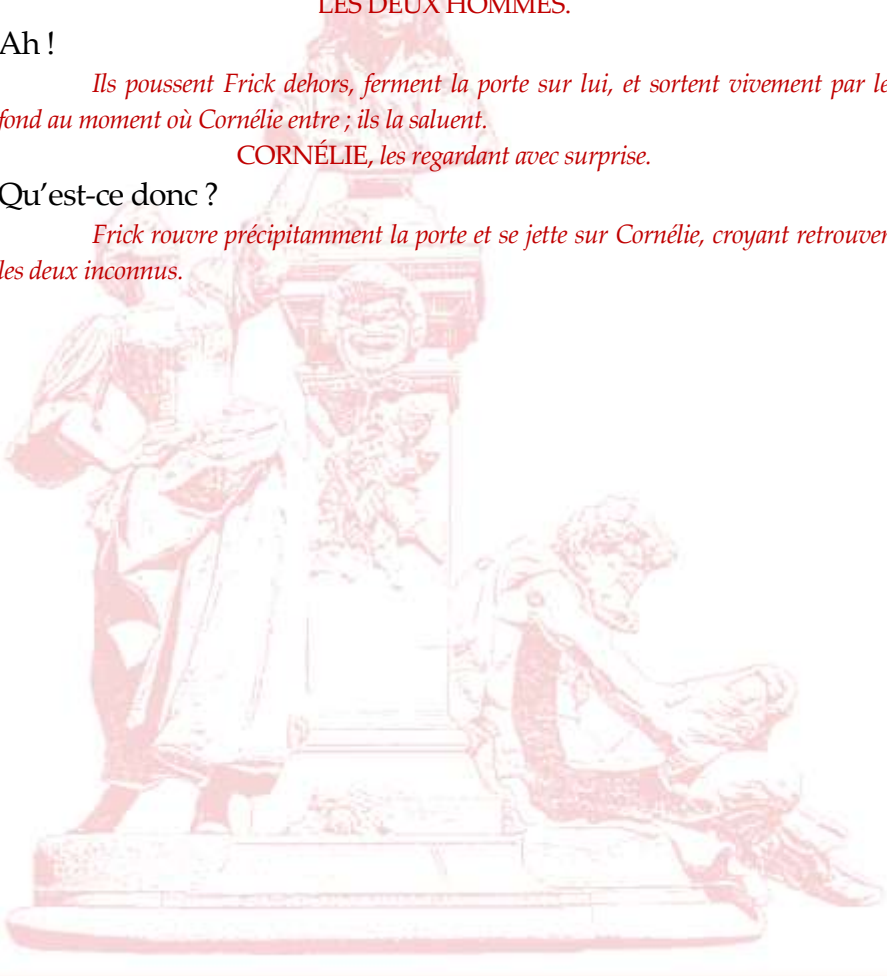 LES DEUX HOMMES.
Ah !
Ils poussent Frick dehors, ferment la porte sur lui, et sortent vivement par le
fond au moment où Cornélie entre ; ils la saluent.
CORNÉLIE, les regardant avec surprise.
Qu’est-ce donc ?
Frick rouvre précipitamment la porte et se jette sur Cornélie, croyant retrouver
les deux inconnus.